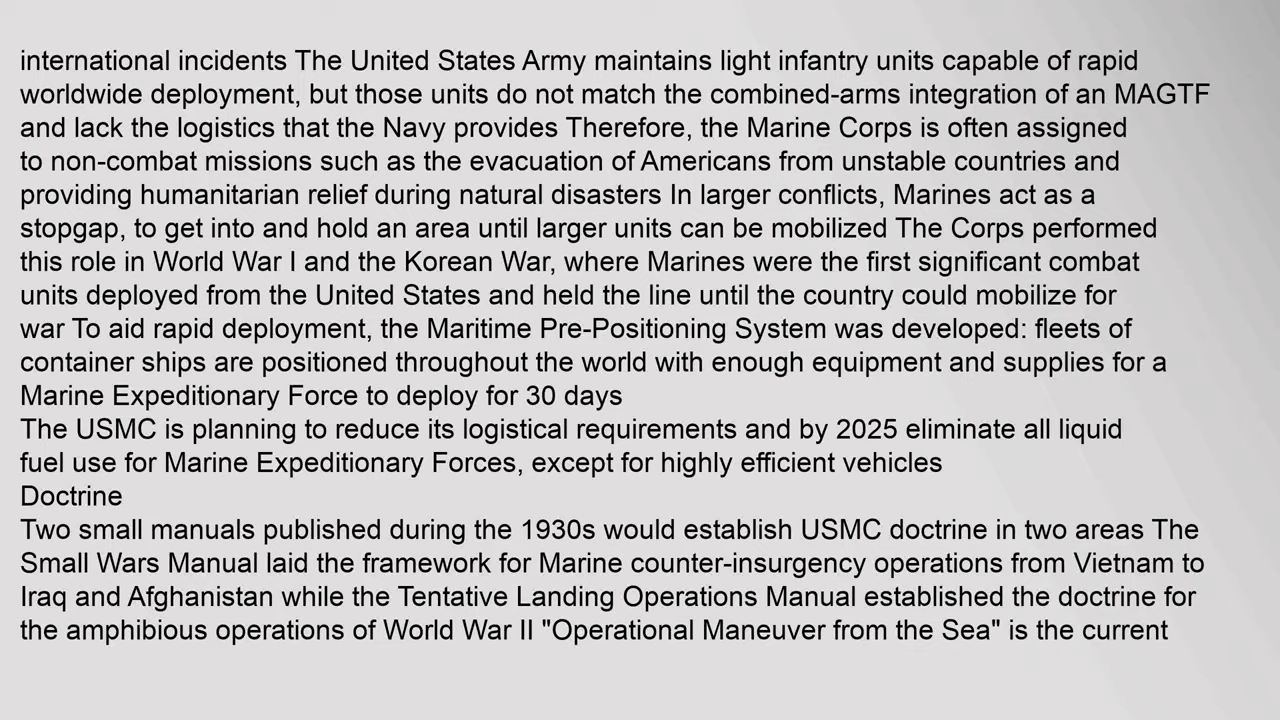 international incidents The United States Army maintains light infantry units capable of rapid
worldwide deployment, but those units do not match the combined-arms integration of an MAGTF
and lack the logistics that the Navy provides Therefore, the Marine Corps is often assigned
to non-combat missions such as the evacuation of Americans from unstable countries and
providing humanitarian relief during natural disasters In larger conflicts, Marines act as a
stopgap, to get into and hold an area until larger units can be mobilized The Corps performed
this role in World War I and the Korean War, where Marines were the first significant combat
units deployed from the United States and held the line until the country could mobilize for
war To aid rapid deployment, the Maritime Pre-Positioning System was developed: fleets of
container ships are positioned throughout the world with enough equipment and supplies for a
Marine Expeditionary Force to deploy for 30 days
The USMC is planning to reduce its logistical requirements and by 2025 eliminate all liquid
fuel use for Marine Expeditionary Forces, except for highly efficient vehicles
Doctrine
Two small manuals published during the 1930s would establish USMC doctrine in two areas The
Small Wars Manual laid the framework for Marine counter-insurgency operations from Vietnam to
Iraq and Afghanistan while the Tentative Landing Operations Manual established the doctrine for
the amphibious operations of World War II "Operational Maneuver from the Sea" is the current